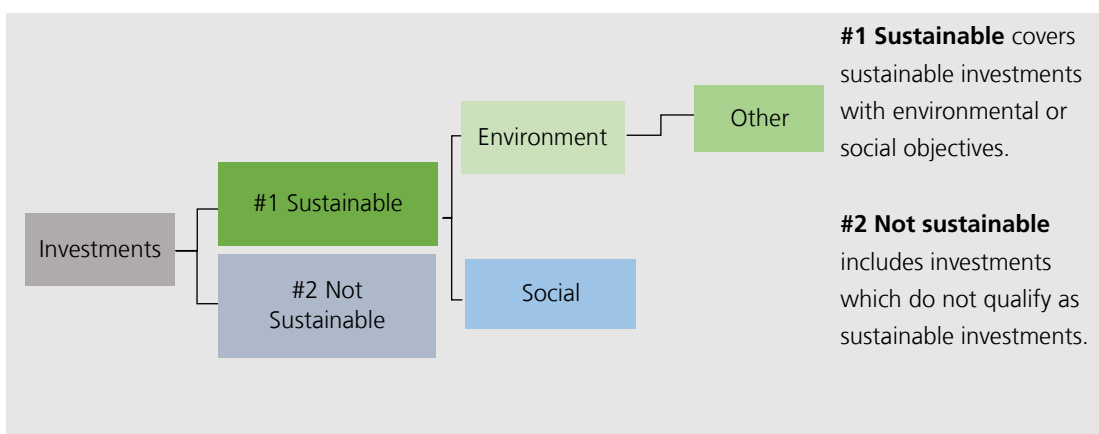 Investments
#1 Sustainable
#2 Not
Sustainable
Environment
Social
Other
#1 Sustainable covers
sustainable investments
with environmental or
social objectives.
#2 Not sustainable
includes investments
which do not qualify as
sustainable investments.